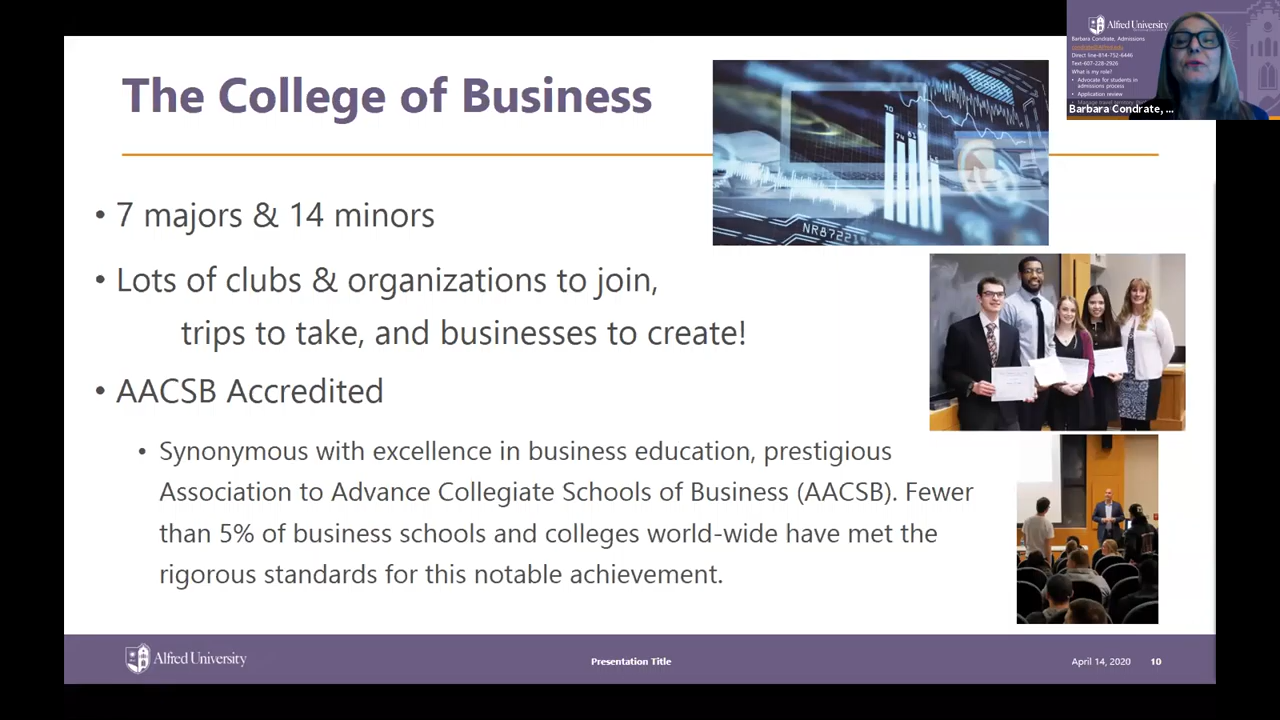 The College of Business
• 7 majors & 14 minors
• Lots of clubs & organizations to join,
trips to take, and businesses to create!
• AACSB Accredited
• Synonymous with excellence in business education, prestigious
Association to Advance Collegiate Schools of Business (AACSB). Fewer
than 5% of business schools and colleges world-wide have met the
rigorous standards for this notable achievement.
Alfred University
Presentation Title
April 14, 2020 10
Alfred University
Barbara Condrate, Admissions
Direct line-814-752-6446
Text-607-228-2926
What is my role?
• Advocate for students in
admissions process
• Application review
Barbara Condrate, ...